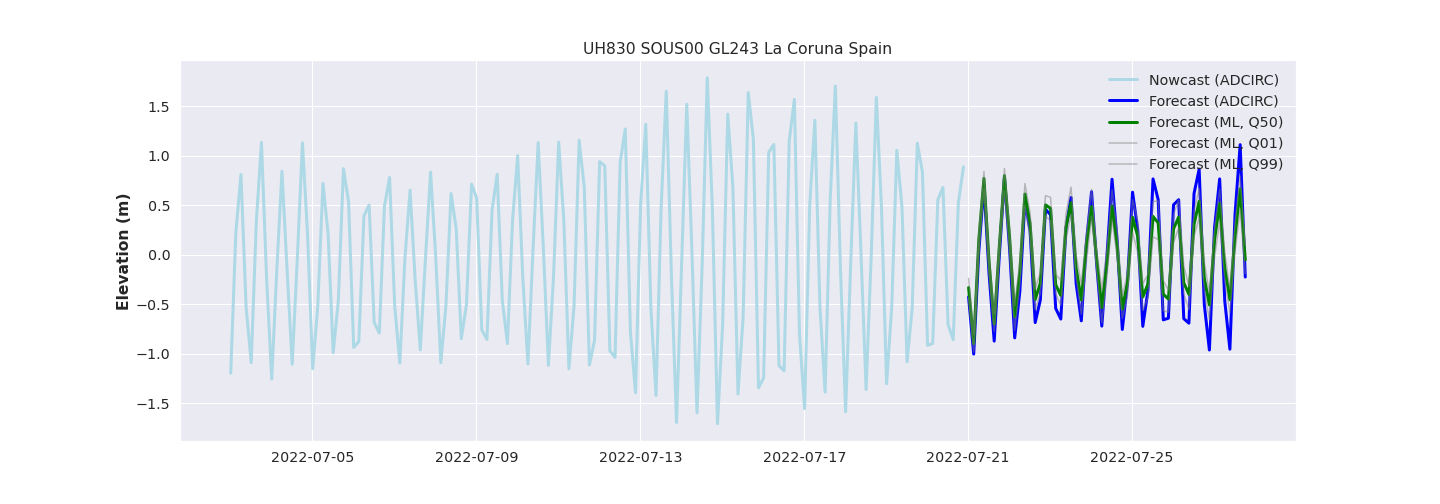 UH830 SOUS00 GL243 La Coruna Spain
Nowcast (ADCIRC)
Forecast (ADCIRC)
Forecast (ML, Q50)
Forecast (ML, Q01)
Forecast (ML, Q99)
Elevation (m)
1.5
1.0
0.5
0.0
−0.5
−1.0
−1.5
2022-07-05
2022-07-09
2022-07-13
2022-07-17
2022-07-21
2022-07-25